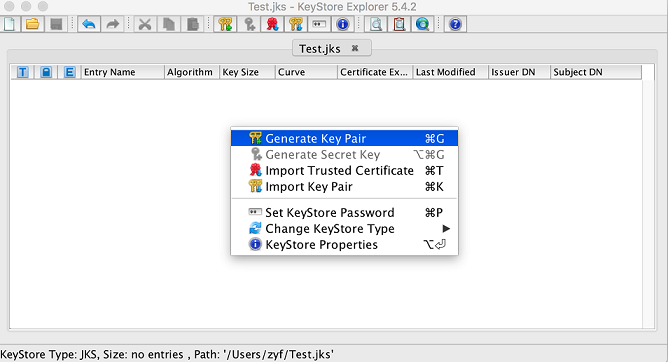 Test.jks - KeyStore Explorer 5.4.2
Test.jks
T E Entry Name Algorithm Key Size Curve Certificate Ex... Last Modified Issuer DN Subject DN
Generate Key Pair ⌘G
Generate Secret Key ⌥⌘G
Import Trusted Certificate ⌘T
Import Key Pair ⌘K
Set KeyStore Password ⌘P
Change KeyStore Type
KeyStore Properties ⌥⏎
KeyStore Type: JKS, Size: no entries , Path: '/Users/zyf/Test.jks'